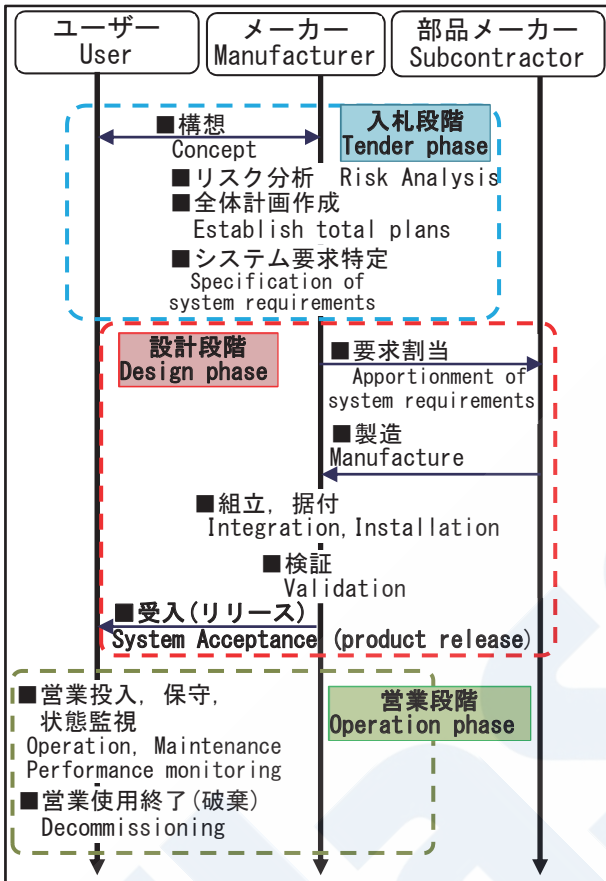 ユーザー
User
メーカー
Manufacturer
部品メーカー
Subcontractor
■構想
Concept
入札段階
Tender phase
■リスク分析 Risk Analysis
■全体計画作成
Establish total plans
■システム要求特定
Specification of
system requirements
設計段階
Design phase
■要求割当
Apportionment of
system requirements
■製造
Manufacture
■組立，据付
Integration,Installation
■検証
Validation
■受入(リリース)
System Acceptance (product release)
■営業投入，保守，
状態監視
Operation, Maintenance
Performance monitoring
■営業使用終了(破棄)
Decommissioning
営業段階
Operation phase